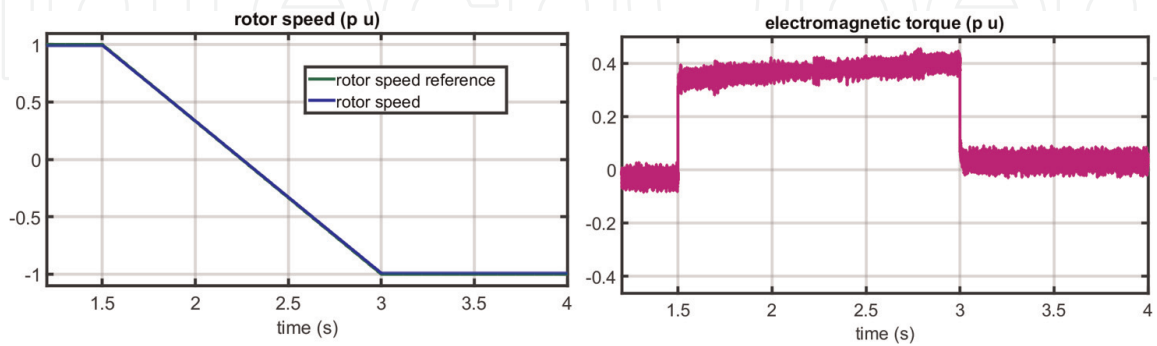 rotor speed (p u)
1
0.5
0
-0.5
-1
rotor speed reference
rotor speed
1.5 2 2.5 3 3.5 4
time (s)
electromagnetic torque (p u)
0.4
0.2
0
-0.2
-0.4
1.5 2 2.5 3 3.5 4
time (s)